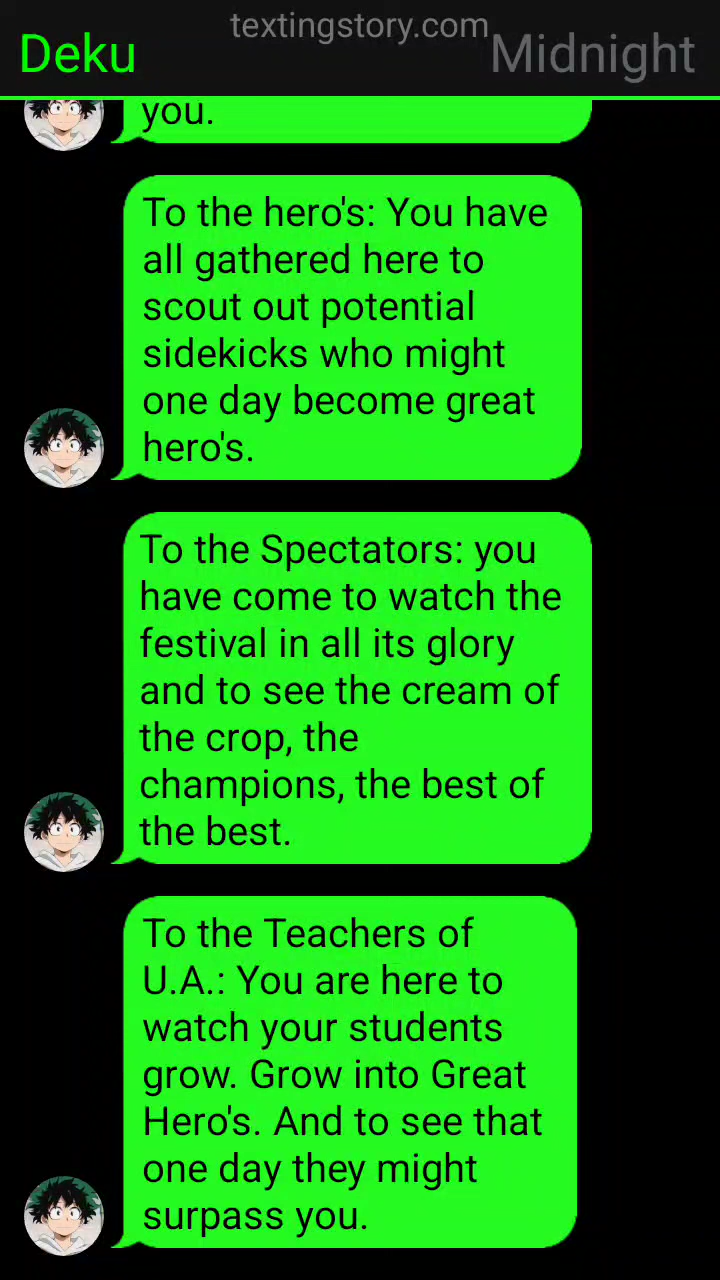 textingstory.com
Deku
Midnight
you.
To the hero's: You have
all gathered here to
scout out potential
sidekicks who might
one day become great
hero's.
To the Spectators: you
have come to watch the
festival in all its glory
and to see the cream of
the crop, the
champions, the best of
the best.
To the Teachers of
U.A.: You are here to
watch your students
grow. Grow into Great
Hero's. And to see that
one day they might
surpass you.